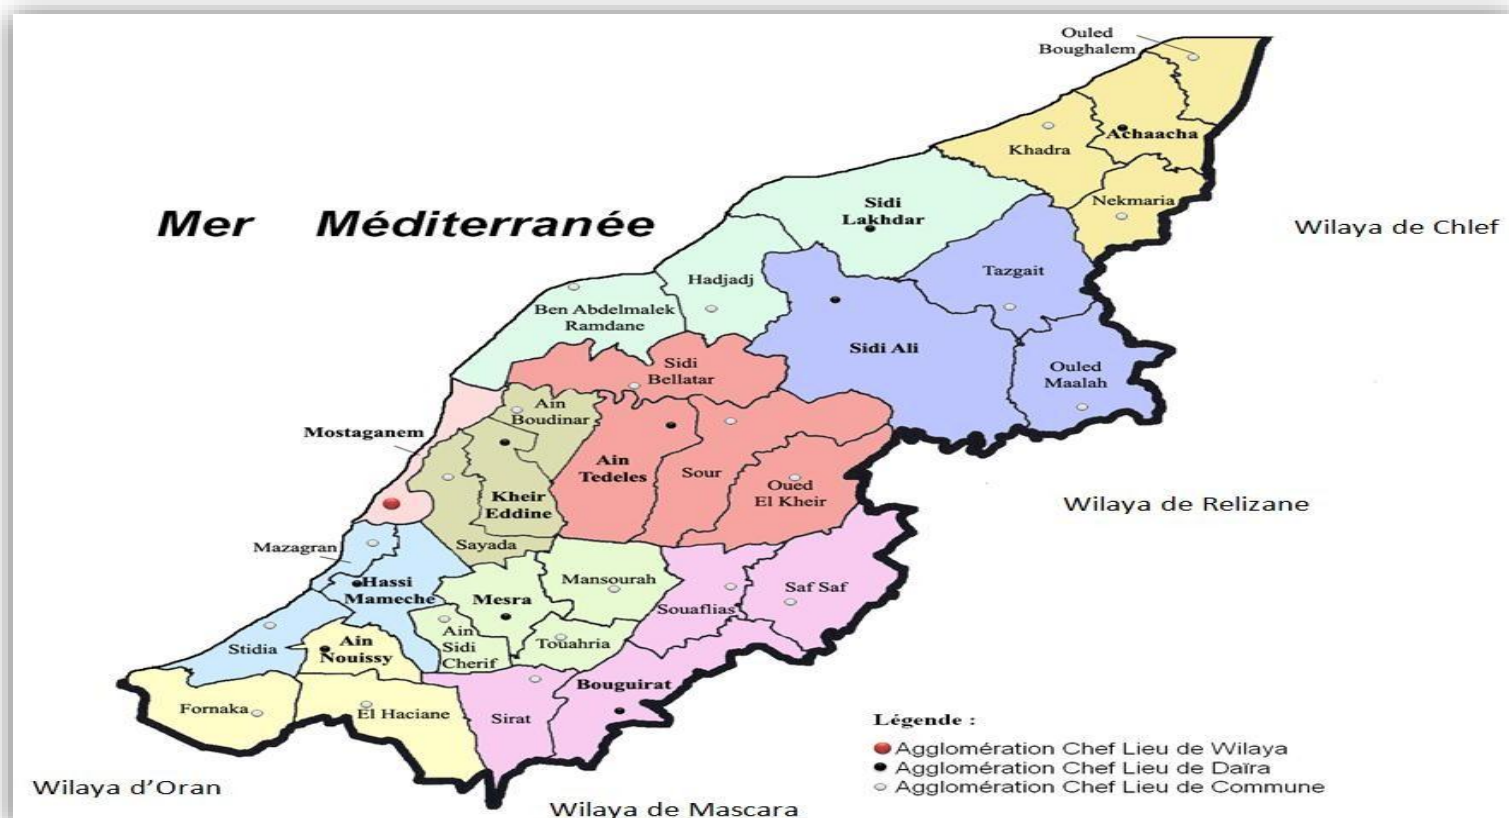 Ouled
Boughalem
Achaacha
Khadra
Nekmaria
Sidi
Lakhdar
Mer Méditerranée
Wilaya de Chlef
Tazgait
Hadjadj
Ben Abdelmalek
Ramdane
Sidi Ali
Sidi
Bellatar
Ouled
Maalah
Ain
Boudinar
Mostaganem
Ain
Tedeles
Sour
Oued
El Kheir
Kheir
Eddine
Wilaya de Relizane
Sayada
Mazagran
Hassi
Mameche
Mesra
Mansourah
Souaflias
Saf Saf
Stidia
Ain
Nouissy
Ain
Sidi
Cherif
Touahria
Bouguirat
Fornaka
El Haciane
Sirat
Légende :
Agglomération Chef Lieu de Wilaya
Agglomération Chef Lieu de Daïra
Agglomération Chef Lieu de Commune
Wilaya d’Oran
Wilaya de Mascara